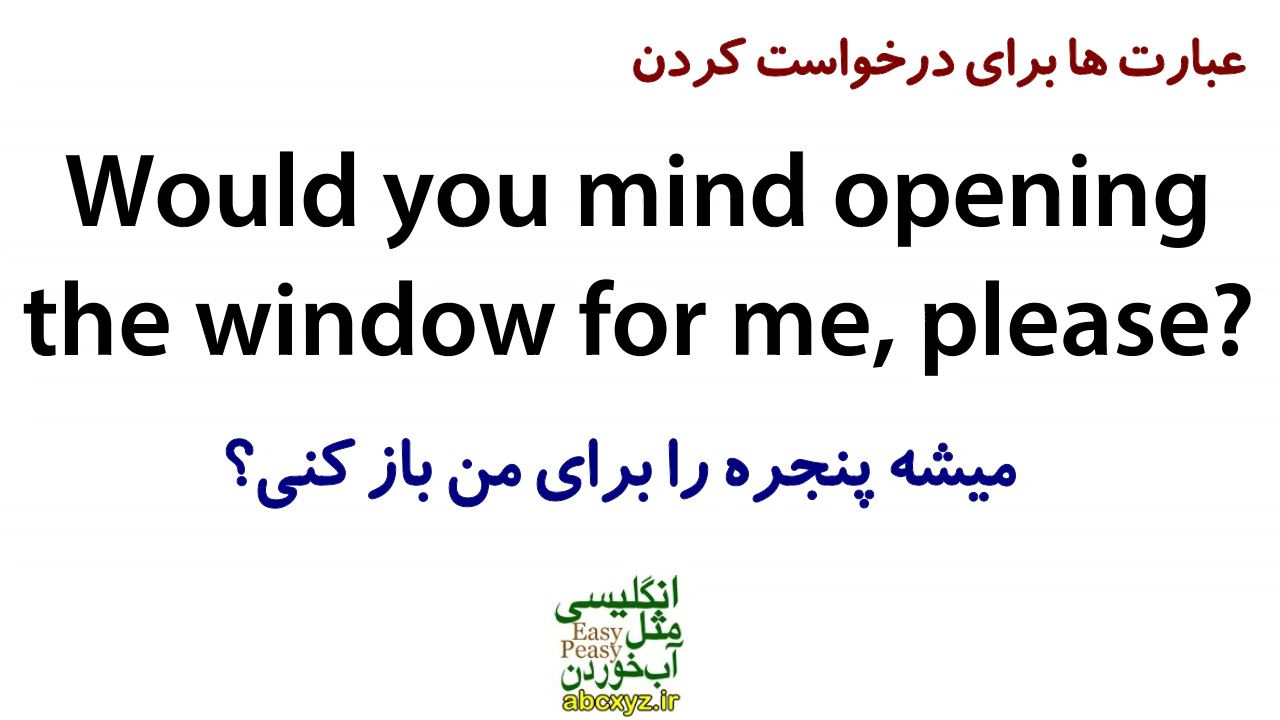 عبارت ها برای درخواست کردن
Would you mind opening
the window for me, please?
میشه پنجره را برای من باز کنی؟
انگلیسی
مثل Easy
Peasy
آب‌خوردن
abcxyz.ir